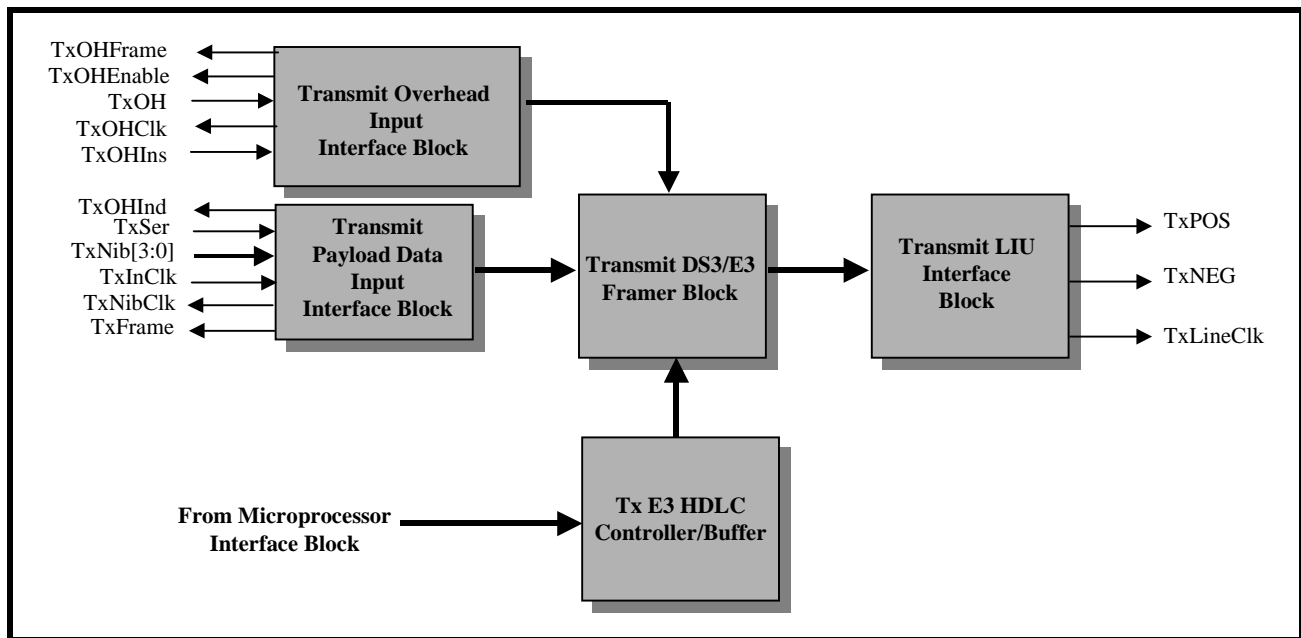 TxOHFrame
TxOHEnable
TxOH
TxOHClk
TxOHIns
Transmit Overhead
Input
Interface Block
TxOHInd
TxSer
TxNib[3:0]
TxInClk
TxNibClk
TxFrame
Transmit
Payload Data
Input
Interface Block
Transmit DS3/E3
Framer Block
Transmit LIU
Interface
Block
TxPOS
TxNEG
TxLineClk
From Microprocessor
Interface Block
Tx E3 HDLC
Controller/Buffer